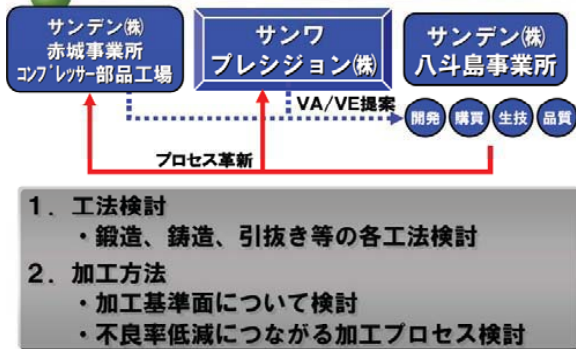 サンデン㈱
赤城事業所
コンプレッサー部品工場
サンワ
プレシジョン㈱
サンデン㈱
八斗島事業所
VA/VE提案
開発 購買 生技 品質
プロセス革新
1. 工法検討
・鍛造、鋳造、引抜き等の各工法検討
2. 加工方法
・加工基準面について検討
・不良率低減につながる加工プロセス検討